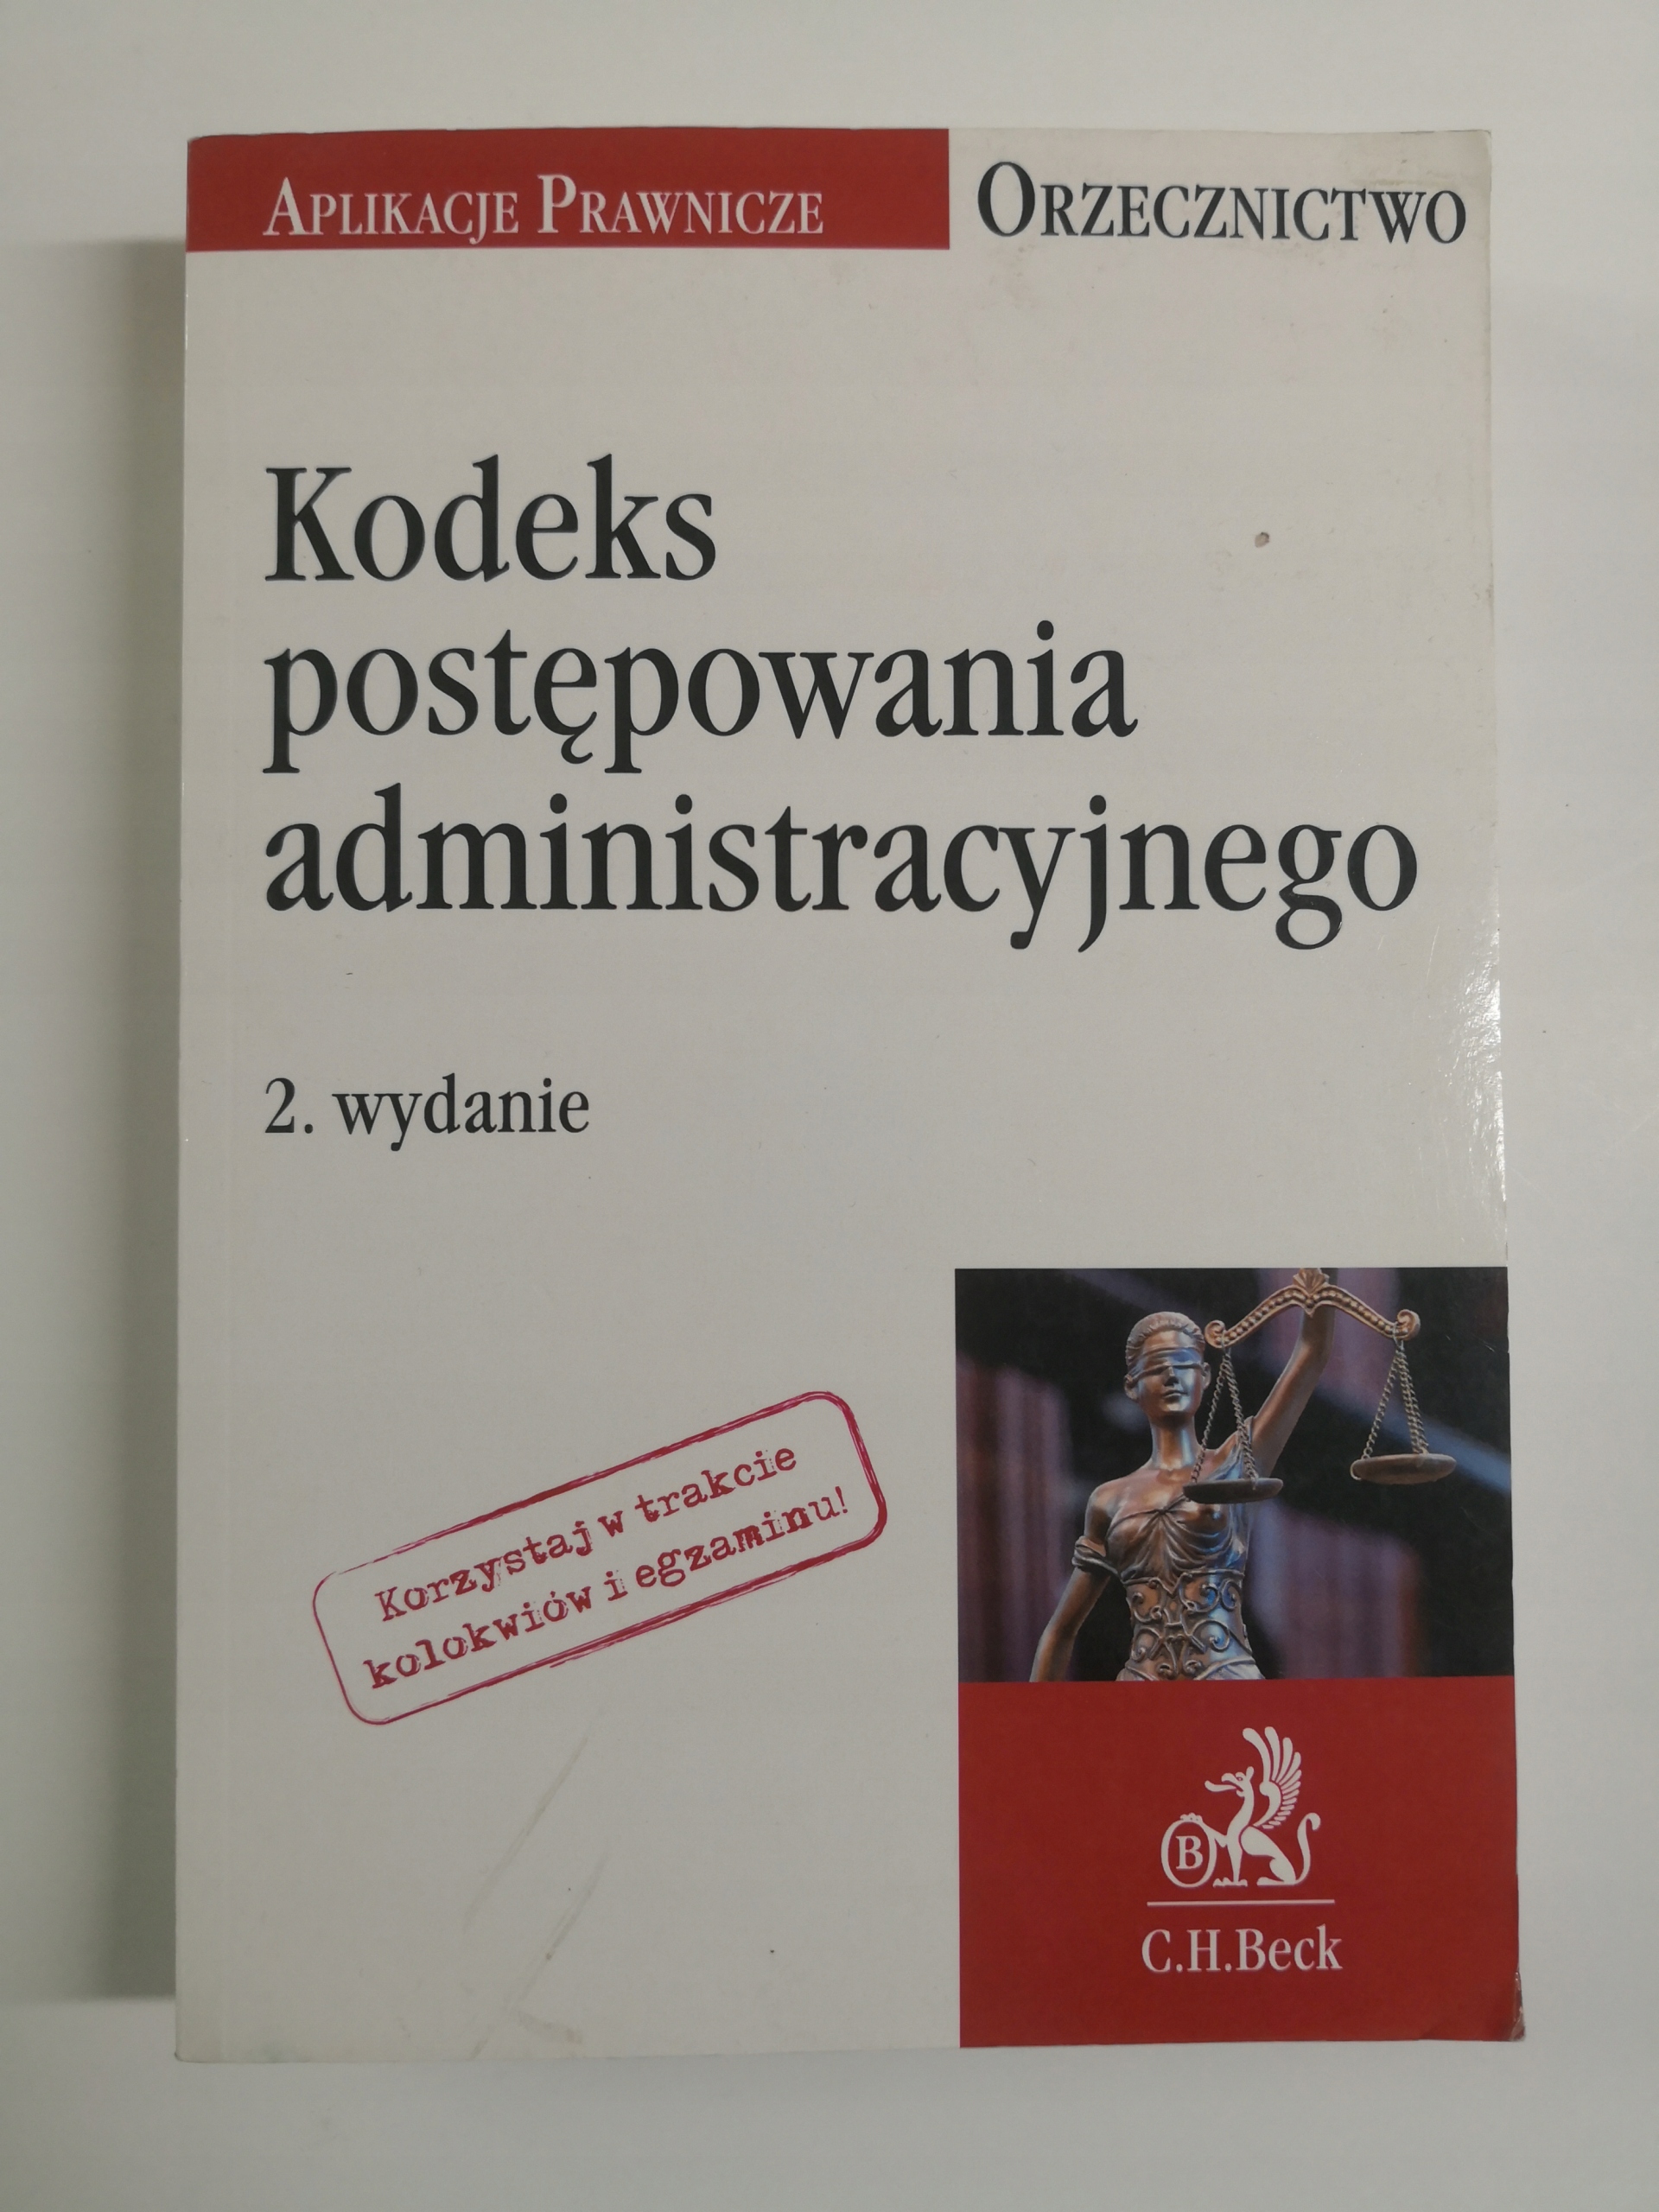 APLIKACJE PRAWNICZE
ORZECZNICTWO
Kodeks
postępowania
administracyjnego
2. wydanie
Korzystaj w trakcie
kolokwiów i egzaminu!
B
C.H.Beck